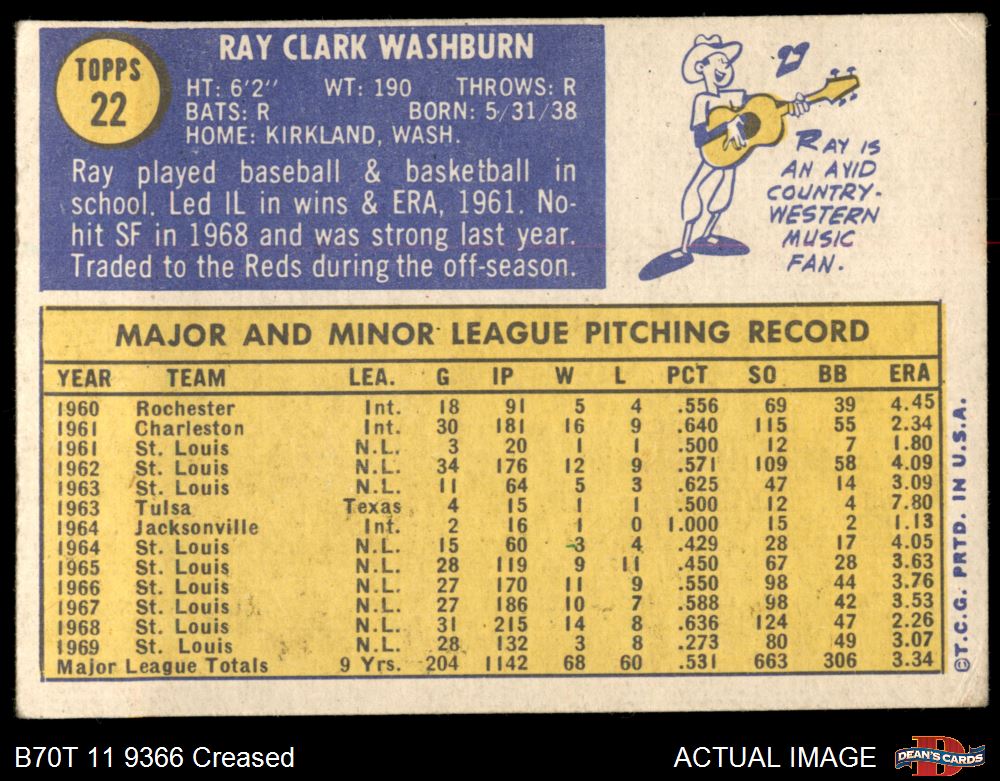 TOPPS
22
RAY CLARK WASHBURN
HT: 6'2" WT: 190 THROWS: R
BATS: R BORN: 5/31/38
HOME: KIRKLAND, WASH.
Ray played baseball & basketball in
school. Led IL in wins & ERA, 1961. No-
hit SF in 1968 and was strong last year.
Traded to the Reds during the off-season.
RAY IS
AN AVID
COUNTRY-
WESTERN
MUSIC
FAN.
MAJOR AND MINOR LEAGUE PITCHING RECORD
YEAR TEAM LEA. G IP W L PCT SO BB ERA
1960 Rochester Int. 18 91 5 4 .556 69 39 4.45
1961 Charleston Int. 30 181 16 9 .640 115 55 2.34
1961 St. Louis N.L. 3 20 1 1 .500 12 7 1.80
1962 St. Louis N.L. 34 176 12 9 .571 109 58 4.09
1963 St. Louis N.L. 11 64 5 3 .625 47 14 3.09
1963 Tulsa Texas 4 15 1 1 .500 12 4 7.80
1964 Jacksonville Int. 2 16 1 0 1.000 15 2 1.13
1964 St. Louis N.L. 15 60 3 4 .429 28 17 4.05
1965 St. Louis N.L. 28 119 9 11 .450 67 28 3.63
1966 St. Louis N.L. 27 170 11 9 .550 98 44 3.76
1967 St. Louis N.L. 27 186 10 7 .588 98 42 3.53
1968 St. Louis N.L. 31 215 14 8 .636 124 47 2.26
1969 St. Louis N.L. 28 132 3 8 .273 80 49 3.07
Major League Totals 9 Yrs. 204 1142 68 60 .531 663 306 3.34
©T.C.G. PRTD. IN U.S.A.
B70T 11 9366 Creased
ACTUAL IMAGE
D
DEAN'S CARDS